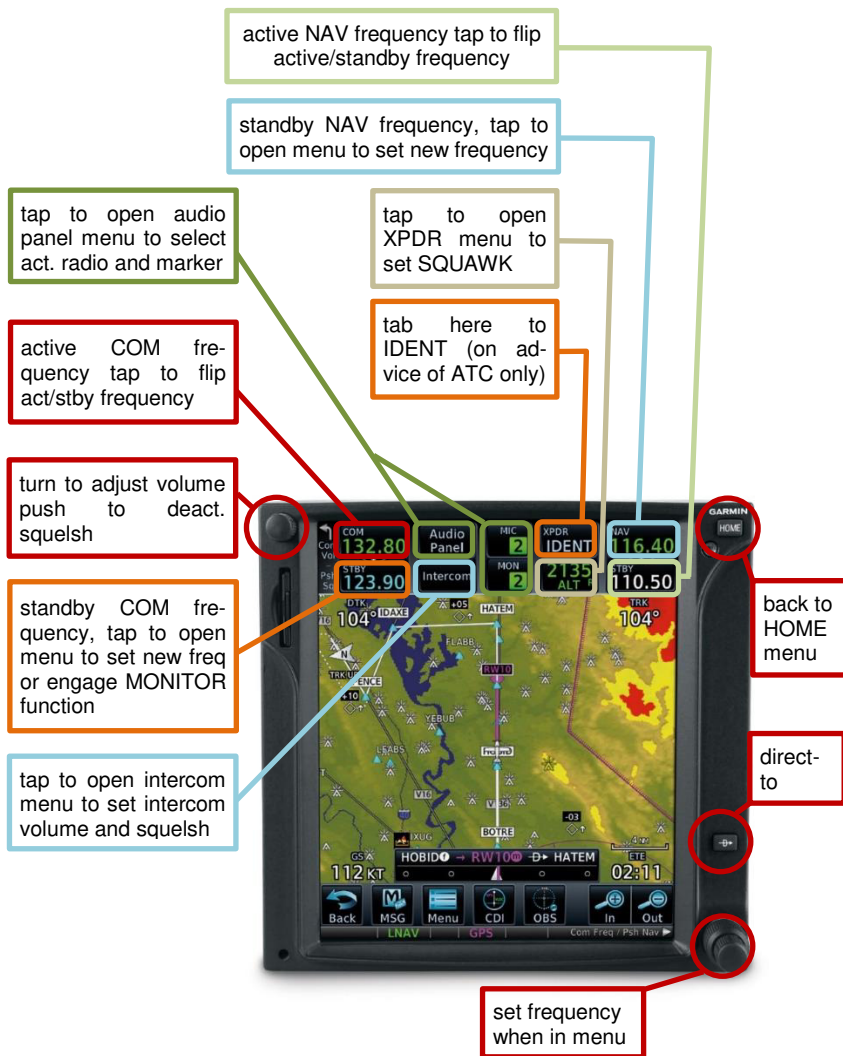 active NAV frequency tap to flip
active/standby frequency
standby NAV frequency, tap to
open menu to set new frequency
tap to open audio
panel menu to select
act. radio and marker
tap to open
XPDR menu to
set SQUAWK
active COM fre-
quency tap to flip
act/stby frequency
tab here to
IDENT (on ad-
vice of ATC only)
turn to adjust volume
push to deact.
squelsh
standby COM fre-
quency, tap to open
menu to set new freq
or engage MONITOR
function
tap to open intercom
menu to set intercom
volume and squelsh
GARMIN
HOME
back to
HOME
menu
direct-
to
set frequency
when in menu
COM
132.80
Audio
Panel
MIC
2
XPDR
IDENT
NAV
116.40
STBY
123.90
Intercom
MON
2
2135
ALT
STBY
110.50
DTK
104°
IDAXE
+05
HATEM
TRK
104°
FLABB
N
RW10
+10
YEBUB
LEABS
V16
-03
BOTRE
4 NM
GS
112 KT
HOBID → RW10 HATEM
ETE
02:11
Back
MSG
Menu
CDI
OBS
In
Out
LNAV
GPS
Com Freq / Psh Nav